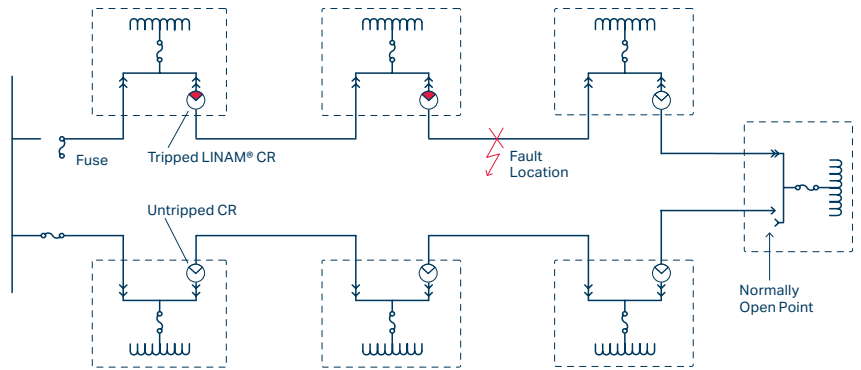 Fuse
Tripped LINAM® CR
Fault
Location
Untripped CR
Normally
Open Point